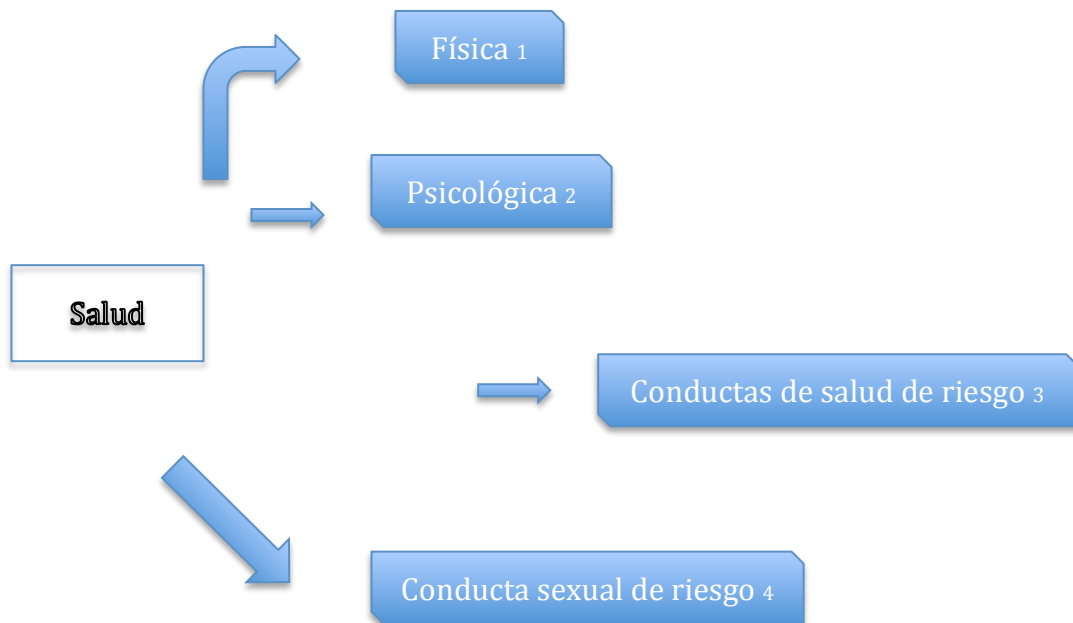 Física 1
Psicológica 2
Salud
Conductas de salud de riesgo 3
Conducta sexual de riesgo 4